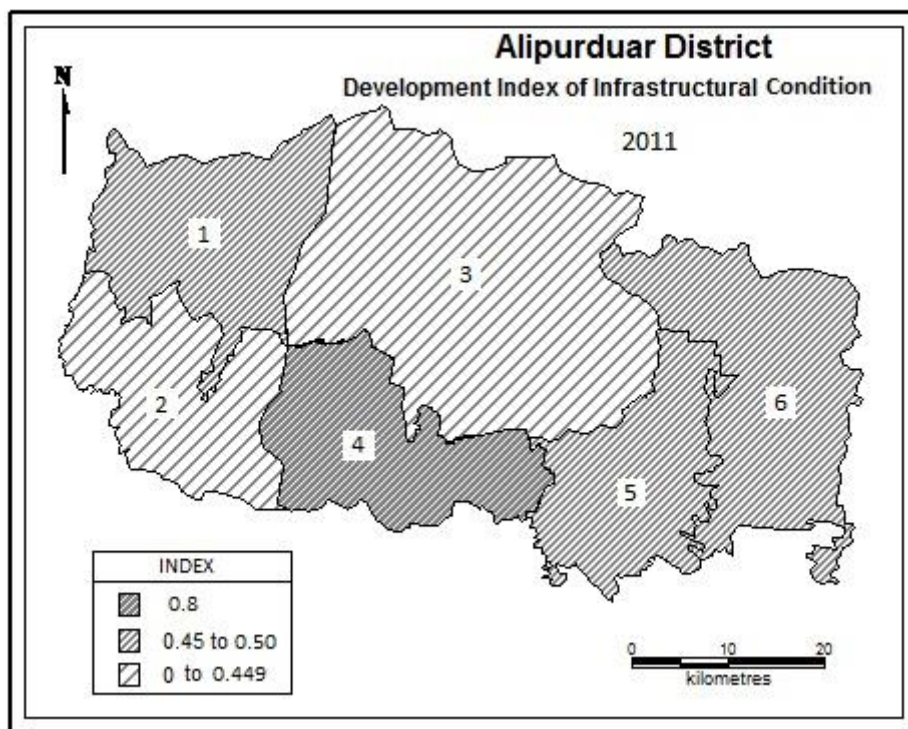 Alipurduar District
Development Index of Infrastructural Condition
2011
N
1
3
2
6
4
5
INDEX
0.8
0.45 to 0.50
0 to 0.449
0 10 20
kilometres